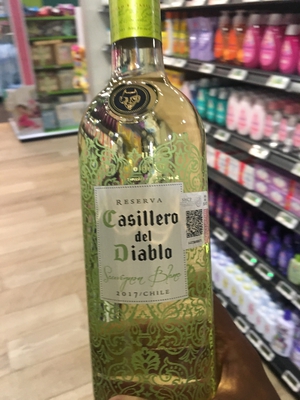 RESERVA
Casillero
del
Diablo
Sauvignon Blanc
2017/CHILE